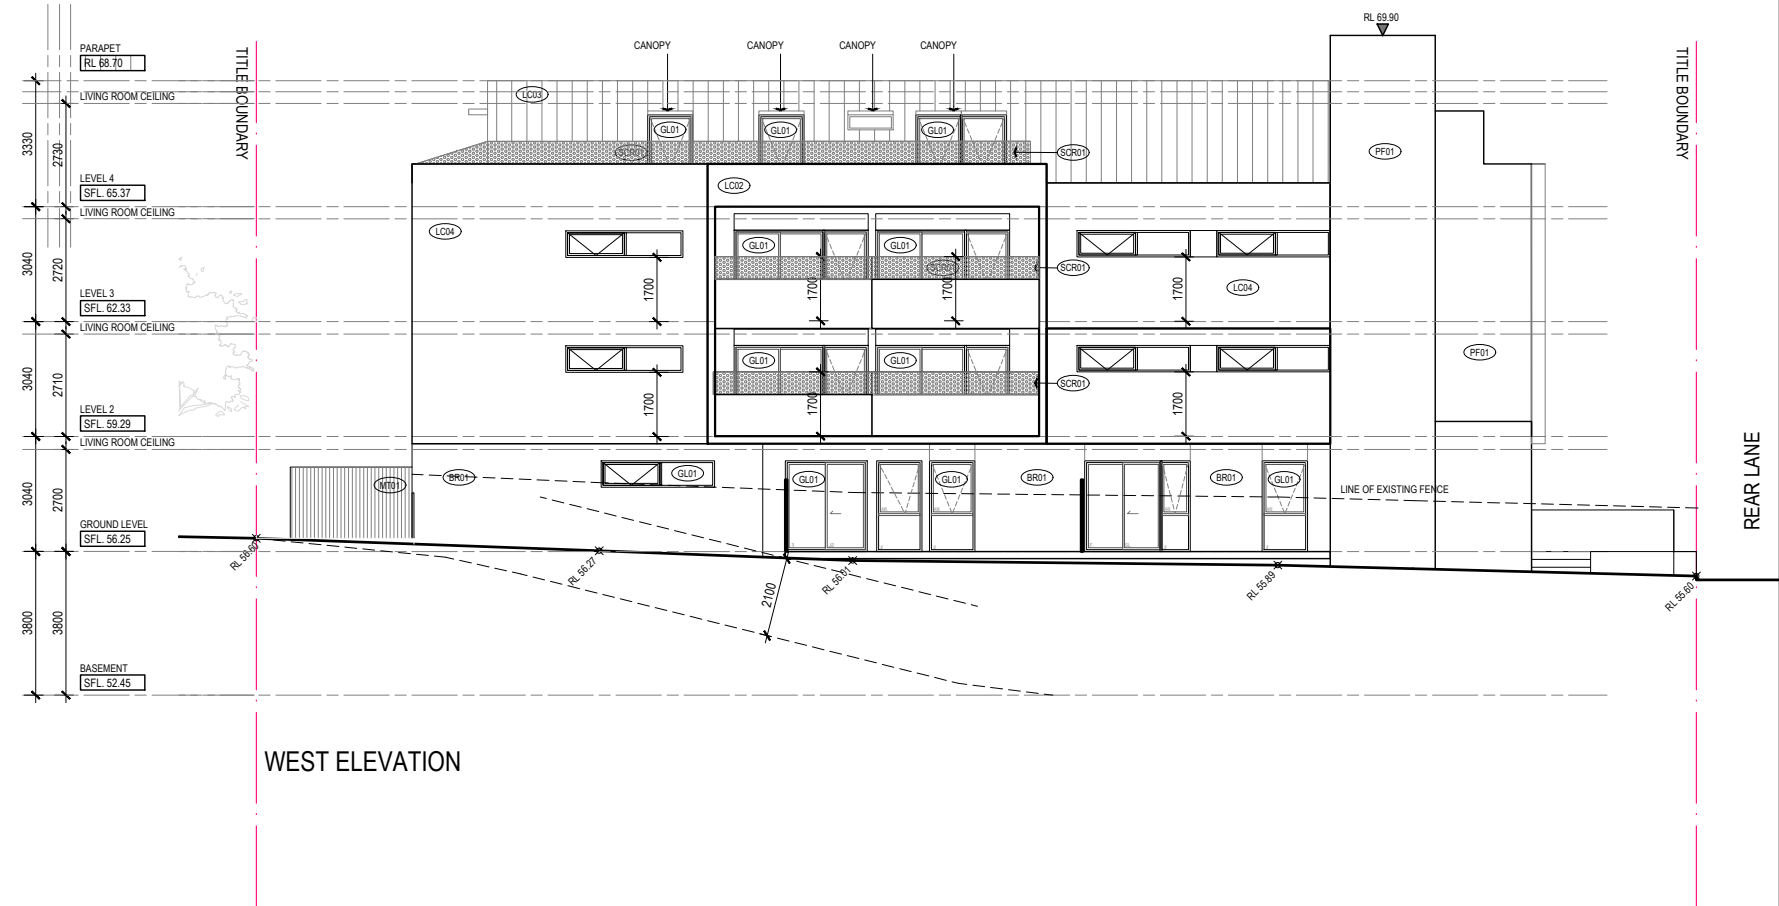 RL 69.90
CANOPY
CANOPY
CANOPY
CANOPY
PARAPET
RL 68.70
TITLE BOUNDARY
TITLE BOUNDARY
LIVING ROOM CEILING
LC03
GL01
GL01
GL01
3330
2730
SCR01
SCR01
PF01
LEVEL 4
SFL. 65.37
LC02
LIVING ROOM CEILING
LC04
GL01
GL01
3040
2720
SCR01
SCR01
1700
1700
1700
1700
LC04
LEVEL 3
SFL. 62.33
LIVING ROOM CEILING
GL01
GL01
PF01
3040
2710
SCR01
1700
1700
1700
LEVEL 2
SFL. 59.29
LIVING ROOM CEILING
MT01
BR01
GL01
GL01
GL01
BR01
BR01
GL01
LINE OF EXISTING FENCE
REAR LANE
3040
2700
GROUND LEVEL
SFL. 56.25
RL 56.60
RL 56.27
RL 56.01
RL 55.89
RL 55.60
2100
3800
3800
BASEMENT
SFL. 52.45
WEST ELEVATION